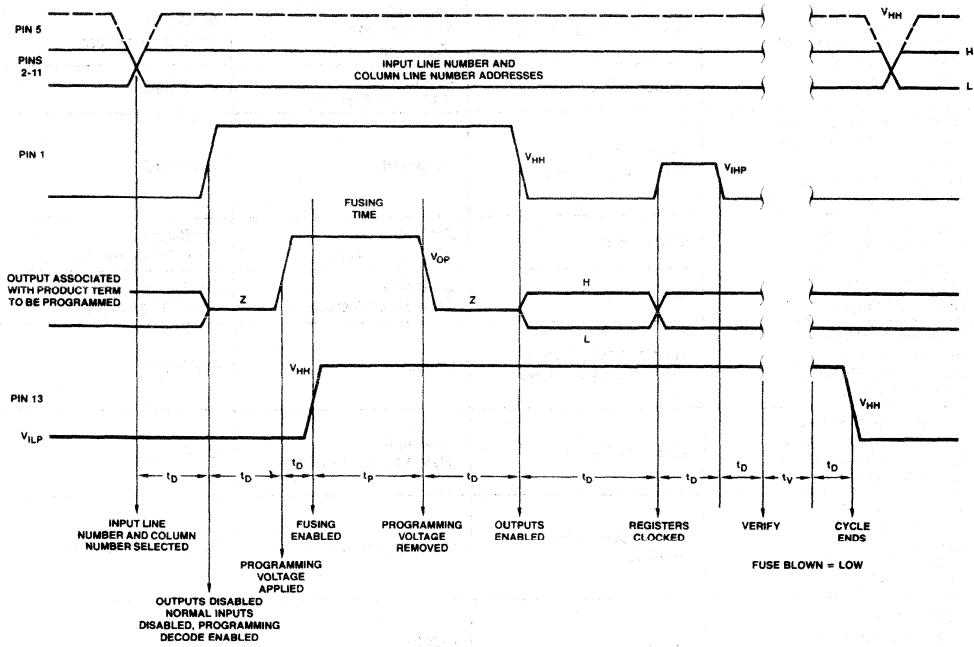 PIN 5
V_HH
PINS
2-11
INPUT LINE NUMBER AND
COLUMN LINE NUMBER ADDRESSES
H
L
PIN 1
V_HH
V_IHP
FUSING
TIME
V_OP
OUTPUT ASSOCIATED
WITH PRODUCT TERM
TO BE PROGRAMMED
Z
Z
H
L
PIN 13
V_HH
V_HH
V_ILP
t_D
t_D
t_D
t_P
t_D
t_D
t_D
t_D
t_V
t_D
INPUT LINE
NUMBER AND COLUMN
NUMBER SELECTED
FUSING
ENABLED
PROGRAMMING
VOLTAGE
REMOVED
OUTPUTS
ENABLED
REGISTERS
CLOCKED
VERIFY
CYCLE
ENDS
PROGRAMMING
VOLTAGE
APPLIED
FUSE BLOWN = LOW
OUTPUTS DISABLED
NORMAL INPUTS
DISABLED, PROGRAMMING
DECODE ENABLED